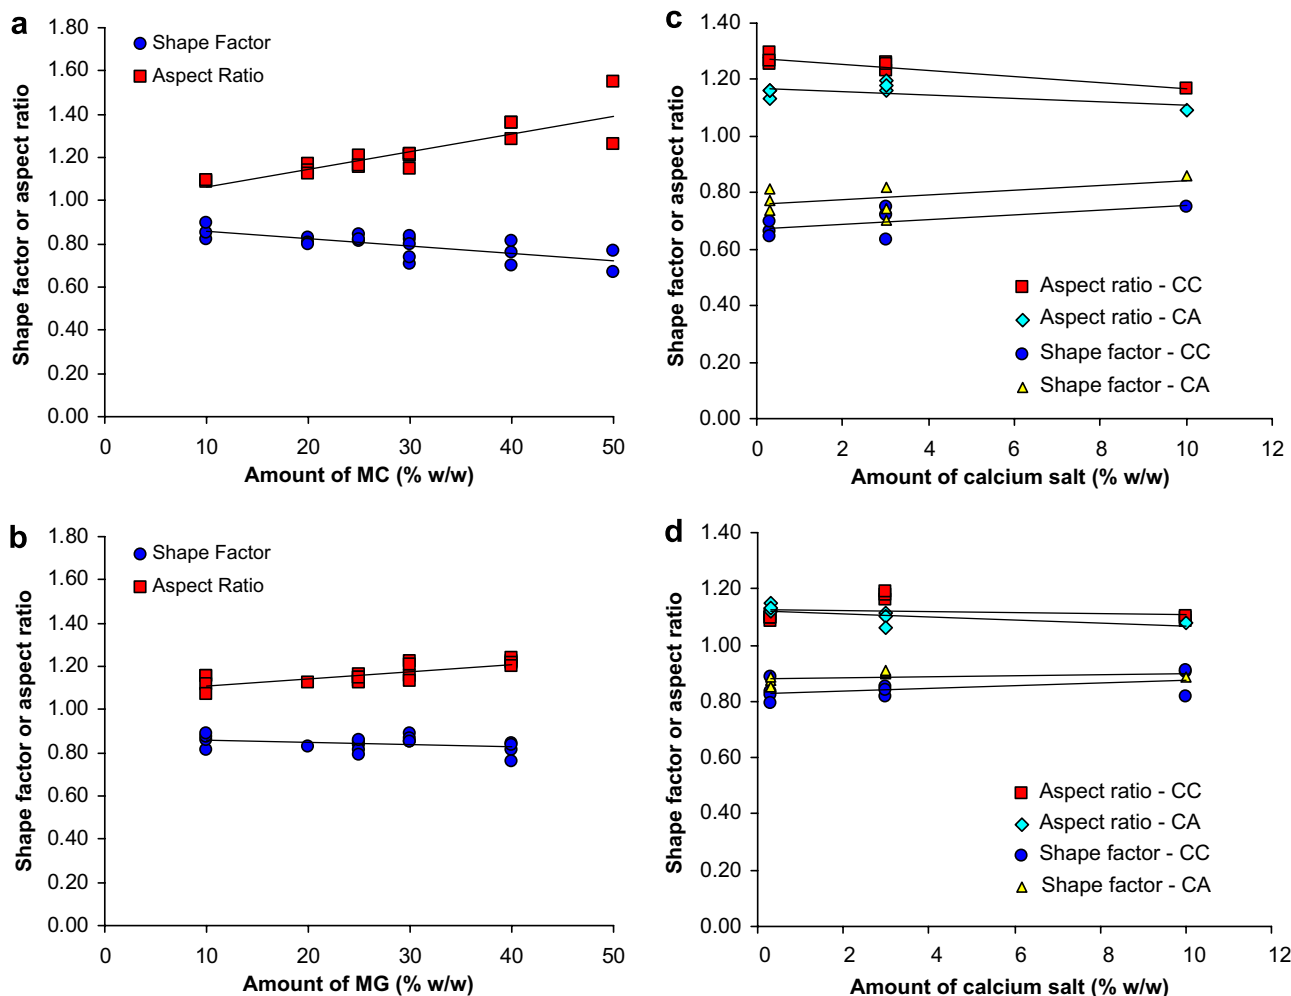 a
1.80
1.60
1.40
1.20
1.00
0.80
0.60
0.40
0.20
0.00
Shape factor or aspect ratio
Shape Factor
Aspect Ratio
0 10 20 30 40 50
Amount of MC (% w/w)
c
1.40
1.20
1.00
0.80
0.60
0.40
0.20
0.00
Shape factor or aspect ratio
Aspect ratio - CC
Aspect ratio - CA
Shape factor - CC
Shape factor - CA
0 2 4 6 8 10 12
Amount of calcium salt (% w/w)
b
1.80
1.60
1.40
1.20
1.00
0.80
0.60
0.40
0.20
0.00
Shape factor or aspect ratio
Shape Factor
Aspect Ratio
0 10 20 30 40 50
Amount of MG (% w/w)
d
1.40
1.20
1.00
0.80
0.60
0.40
0.20
0.00
Shape factor or aspect ratio
Aspect ratio - CC
Aspect ratio - CA
Shape factor - CC
Shape factor - CA
0 2 4 6 8 10 12
Amount of calcium salt (% w/w)